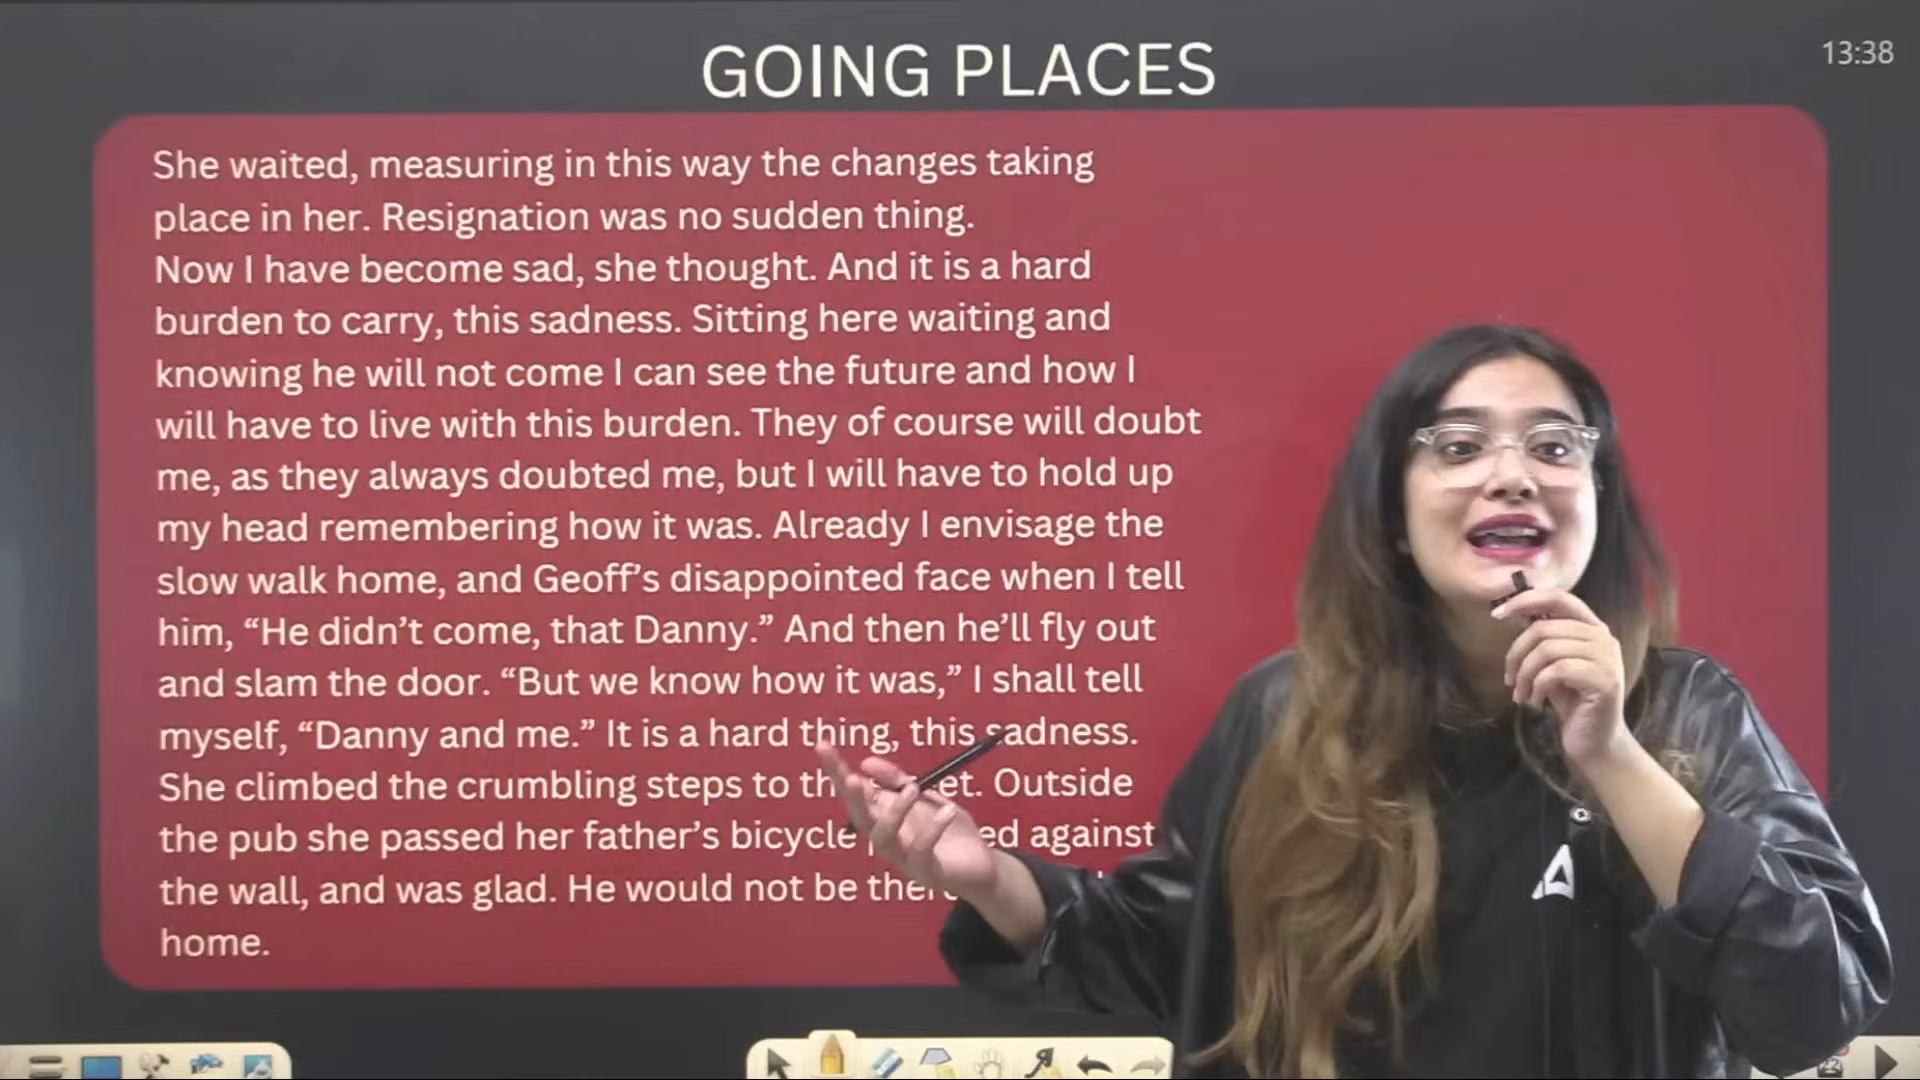 GOING PLACES
13:38
She waited, measuring in this way the changes taking
place in her. Resignation was no sudden thing.
Now I have become sad, she thought. And it is a hard
burden to carry, this sadness. Sitting here waiting and
knowing he will not come I can see the future and how I
will have to live with this burden. They of course will doubt
me, as they always doubted me, but I will have to hold up
my head remembering how it was. Already I envisage the
slow walk home, and Geoff’s disappointed face when I tell
him, “He didn’t come, that Danny.” And then he’ll fly out
and slam the door. “But we know how it was,” I shall tell
myself, “Danny and me.” It is a hard thing, this sadness.
She climbed the crumbling steps to et. Outside
the pub she passed her father’s bicycle ed against
the wall, and was glad. He would not be
home.